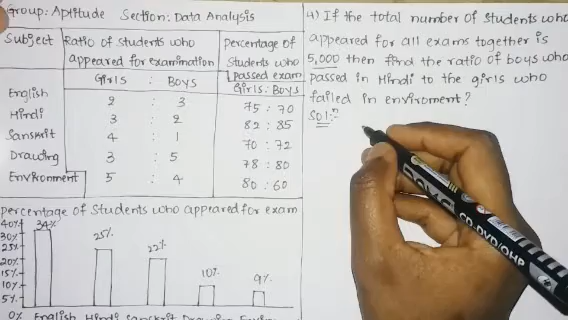 Group: Aptitude Section: Data Analysis
Subject
Ratio of students who appeared for examination
Percentage of Students who passed exam
Girls : Boys
Girls : Boys
English 2 : 3 75 : 70
Hindi 3 : 2 82 : 85
Sanskrit 4 : 1 70 : 72
Drawing 3 : 5 78 : 80
Environment 5 : 4 80 : 60
percentage of Students who appeared for exam
40%
30%
25%
20%
15%
10%
5%
0%
34%
25%
22%
10%
9%
English Hindi Sanskrit Drawing
4) If the total number of Students who
appeared for all exams together is
5,000 then find the ratio of boys who
passed in Hindi to the girls who
failed in enviroment?
Solⁿ:-
CD.DVD/OHP